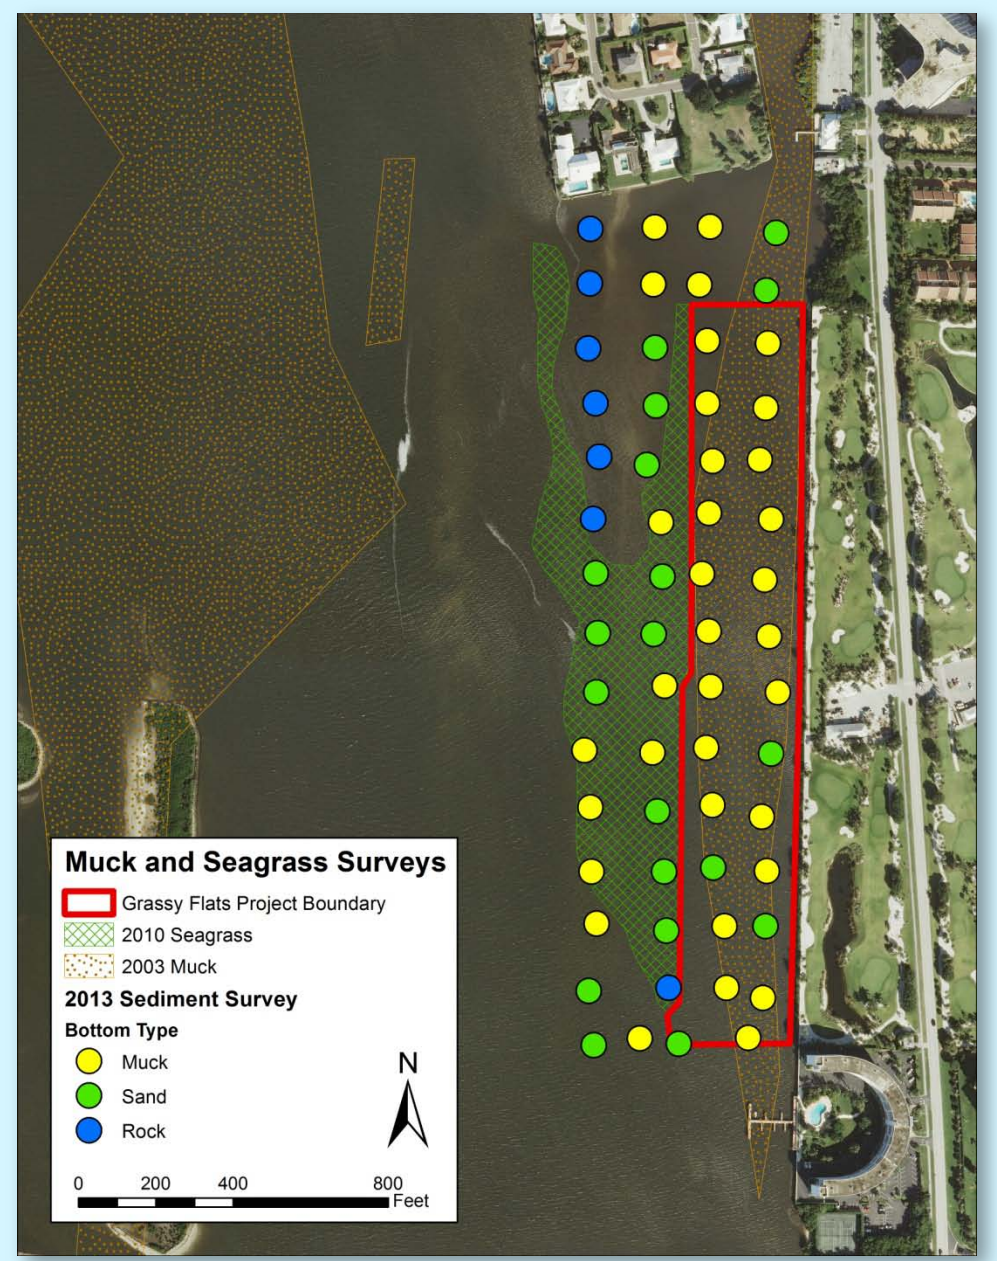 Muck and Seagrass Surveys
Grassy Flats Project Boundary
2010 Seagrass
2003 Muck
2013 Sediment Survey
Bottom Type
Muck
Sand
Rock
N
0 200 400 800
Feet